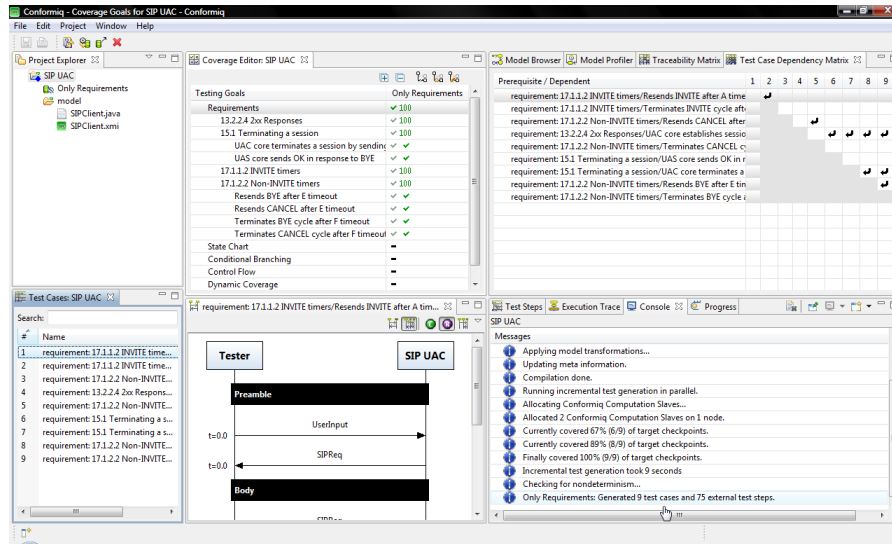 Conformiq - Coverage Goals for SIP UAC - Conformiq
File Edit Project Window Help
Project Explorer
SIP UAC
Only Requirements
model
SIPClient.java
SIPClient.xmi
Coverage Editor: SIP UAC
Testing Goals Only Requirements
Requirements 100
13.2.2.4 2xx Responses 100
15.1 Terminating a session 100
UAC core terminates a session by sending
UAS core sends OK in response to BYE
17.1.1.2 INVITE timers 100
17.1.2.2 Non-INVITE timers 100
Resends BYE after E timeout
Resends CANCEL after E timeout
Terminates BYE cycle after F timeout
Terminates CANCEL cycle after F timeout
State Chart
Conditional Branching
Control Flow
Dynamic Coverage
Model Browser Model Profiler Traceability Matrix Test Case Dependency Matrix
Prerequisite / Dependent 1 2 3 4 5 6 7 8 9
requirement: 17.1.1.2 INVITE timers/Resends INVITE after A time
requirement: 17.1.1.2 INVITE timers/Terminates INVITE cycle afte
requirement: 17.1.2.2 Non-INVITE timers/Resends CANCEL after
requirement: 13.2.2.4 2xx Responses/UAC core establishes sessio
requirement: 17.1.2.2 Non-INVITE timers/Terminates CANCEL cy
requirement: 15.1 Terminating a session/UAS core sends OK in r
requirement: 15.1 Terminating a session/UAC core terminates a
requirement: 17.1.2.2 Non-INVITE timers/Resends BYE after E tin
requirement: 17.1.2.2 Non-INVITE timers/Terminates BYE cycle a
Test Cases: SIP UAC
Search:
# Name
1 requirement: 17.1.1.2 INVITE time...
2 requirement: 17.1.1.2 INVITE time...
3 requirement: 17.1.2.2 Non-INVITE...
4 requirement: 13.2.2.4 2xx Respons...
5 requirement: 17.1.2.2 Non-INVITE...
6 requirement: 15.1 Terminating a s...
7 requirement: 15.1 Terminating a s...
8 requirement: 17.1.2.2 Non-INVITE...
9 requirement: 17.1.2.2 Non-INVITE...
requirement: 17.1.1.2 INVITE timers/Resends INVITE after A tim...
Tester SIP UAC
Preamble
UserInput
t=0.0
SIPReq
t=0.0
Body
SIPReq
Test Steps Execution Trace Console Progress
SIP UAC
Messages
Applying model transformations...
Updating meta information.
Compilation done.
Running incremental test generation in parallel.
Allocating Conformiq Computation Slaves...
Allocated 2 Conformiq Computation Slaves on 1 node.
Currently covered 67% (6/9) of target checkpoints.
Currently covered 89% (8/9) of target checkpoints.
Finally covered 100% (9/9) of target checkpoints.
Incremental test generation took 9 seconds
Checking for nondeterminism...
Only Requirements: Generated 9 test cases and 75 external test steps.